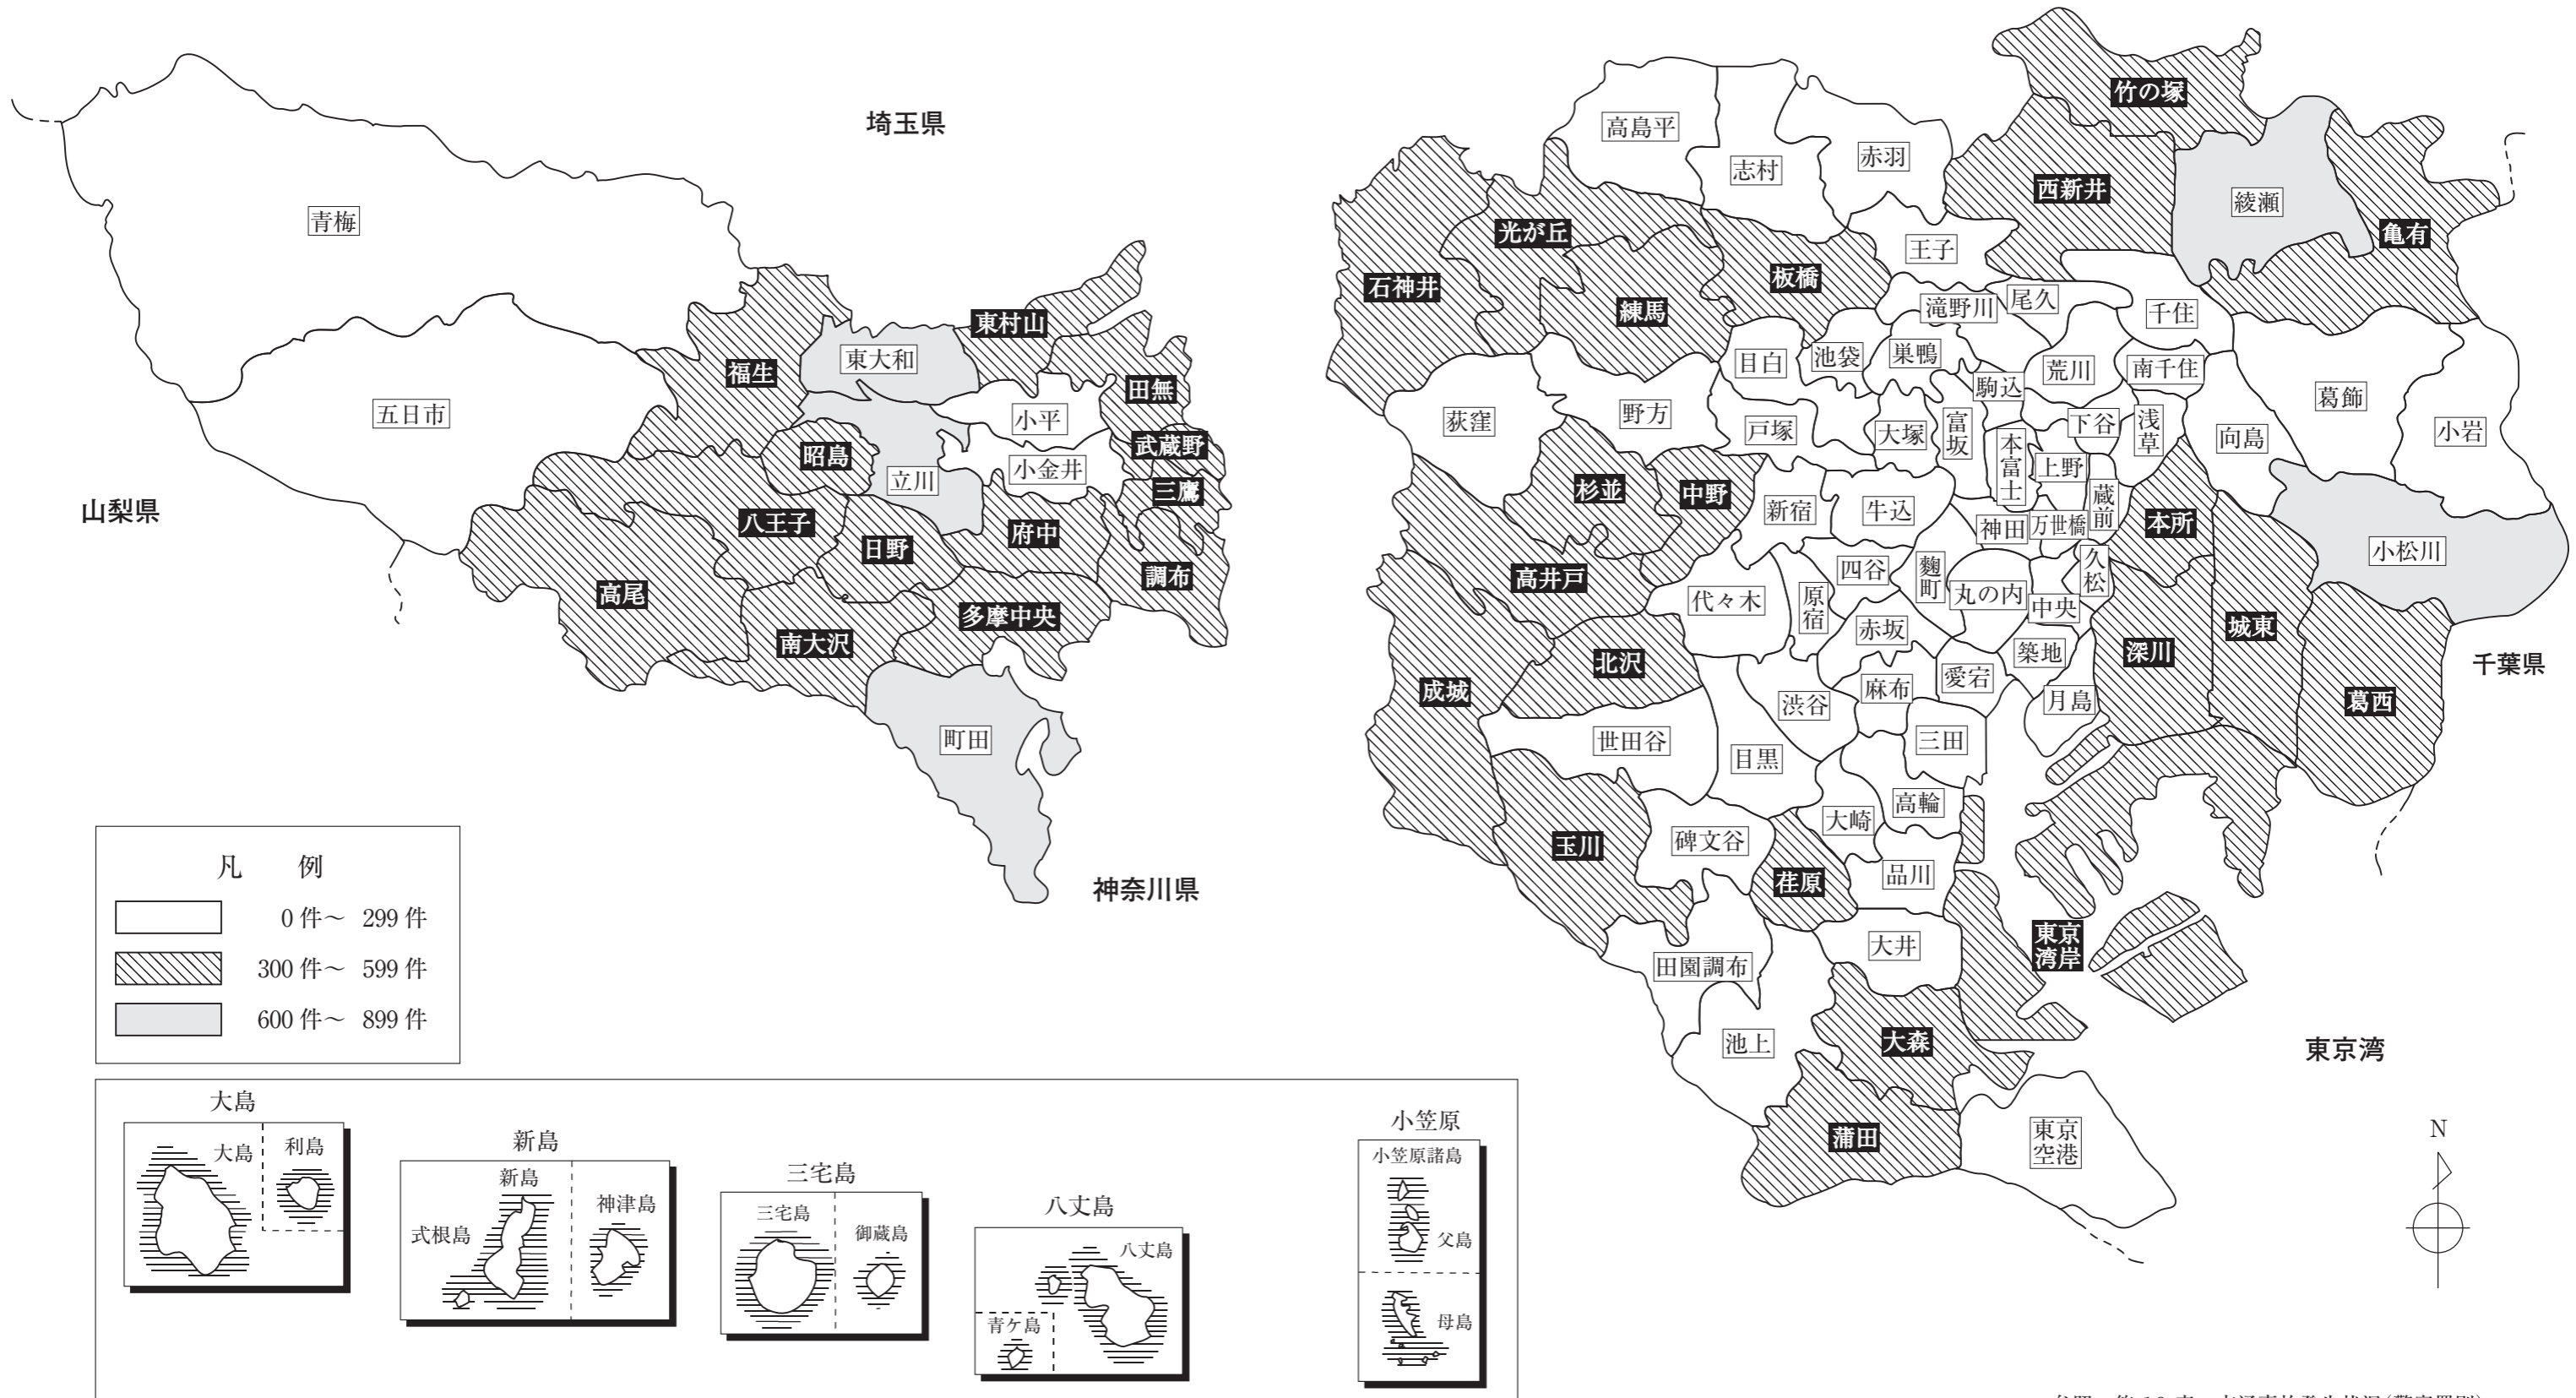 埼玉県
山梨県
神奈川県
千葉県
東京湾
青梅
五日市
福生
東大和
東村山
田無
小平
武蔵野
昭島
立川
小金井
三鷹
八王子
日野
府中
調布
高尾
南大沢
多摩中央
町田
高島平
志村
赤羽
竹の塚
西新井
綾瀬
亀有
石神井
光が丘
練馬
板橋
王子
滝野川
尾久
千住
目白
池袋
巣鴨
荒川
南千住
葛飾
小岩
荻窪
野方
戸塚
大塚
富坂
駒込
本富士
下谷
上野
浅草
蔵前
向島
杉並
中野
新宿
牛込
神田
万世橋
本所
小松川
高井戸
代々木
原宿
四谷
麴町
丸の内
中央
久松
赤坂
築地
深川
城東
葛西
成城
北沢
渋谷
麻布
愛宕
月島
世田谷
目黒
三田
玉川
碑文谷
荏原
大崎
高輪
品川
田園調布
大井
東京
湾岸
池上
大森
蒲田
東京
空港
N
凡　例
0件～ 299件
300件～ 599件
600件～ 899件
大島
大島
利島
新島
新島
式根島
神津島
三宅島
三宅島
御蔵島
八丈島
八丈島
青ケ島
小笠原
小笠原諸島
父島
母島